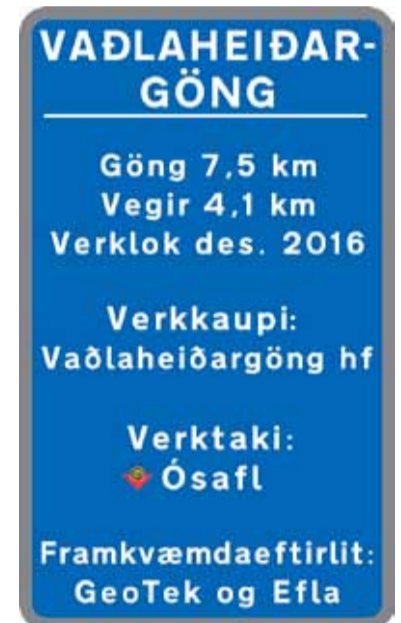 VAÐLAHEIÐAR-
GÖNG
Göng 7,5 km
Vegir 4,1 km
Verklok des. 2016
Verkkaupi:
Vaðlaheiðargöng hf
Verktaki:
Ósafl
Framkvæmdaeftirlit:
GeoTek og Efla